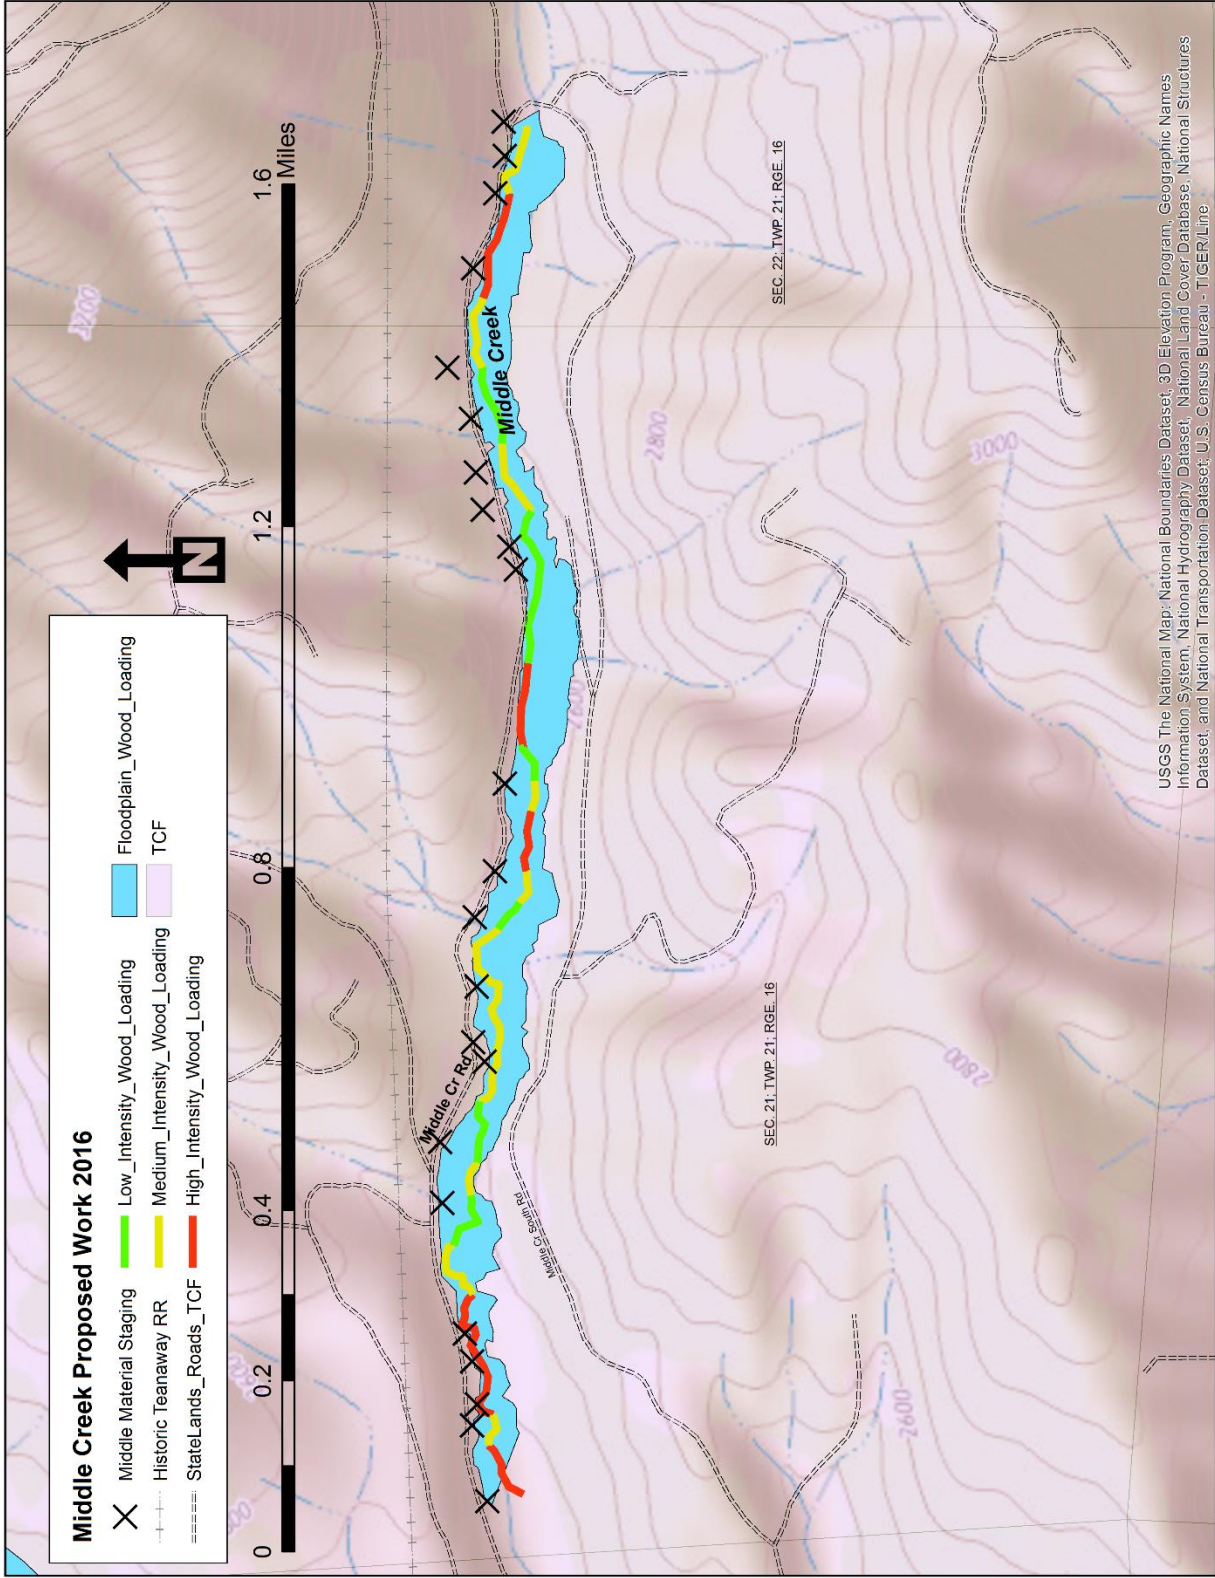 Middle Creek Proposed Work 2016
Middle Material Staging
Low_Intensity_Wood_Loading
Floodplain_Wood_Loading
Historic Teanaway RR
Medium_Intensity_Wood_Loading
TCF
StateLands_Roads_TCF
High_Intensity_Wood_Loading
N
0
0.2
0.4
0.8
1.2
1.6
Miles
3200
Middle Cr Rd
Middle Creek
Middle Cr South Rd
2600
2800
3000
2800
2600
SEC. 21; TWP. 21; RGE. 16
SEC. 22; TWP. 21; RGE. 16
USGS The National Map: National Boundaries Dataset, 3D Elevation Program, Geographic Names
Information System, National Hydrography Dataset, National Land Cover Database, National Structures
Dataset, and National Transportation Dataset; U.S. Census Bureau - TIGER/Line